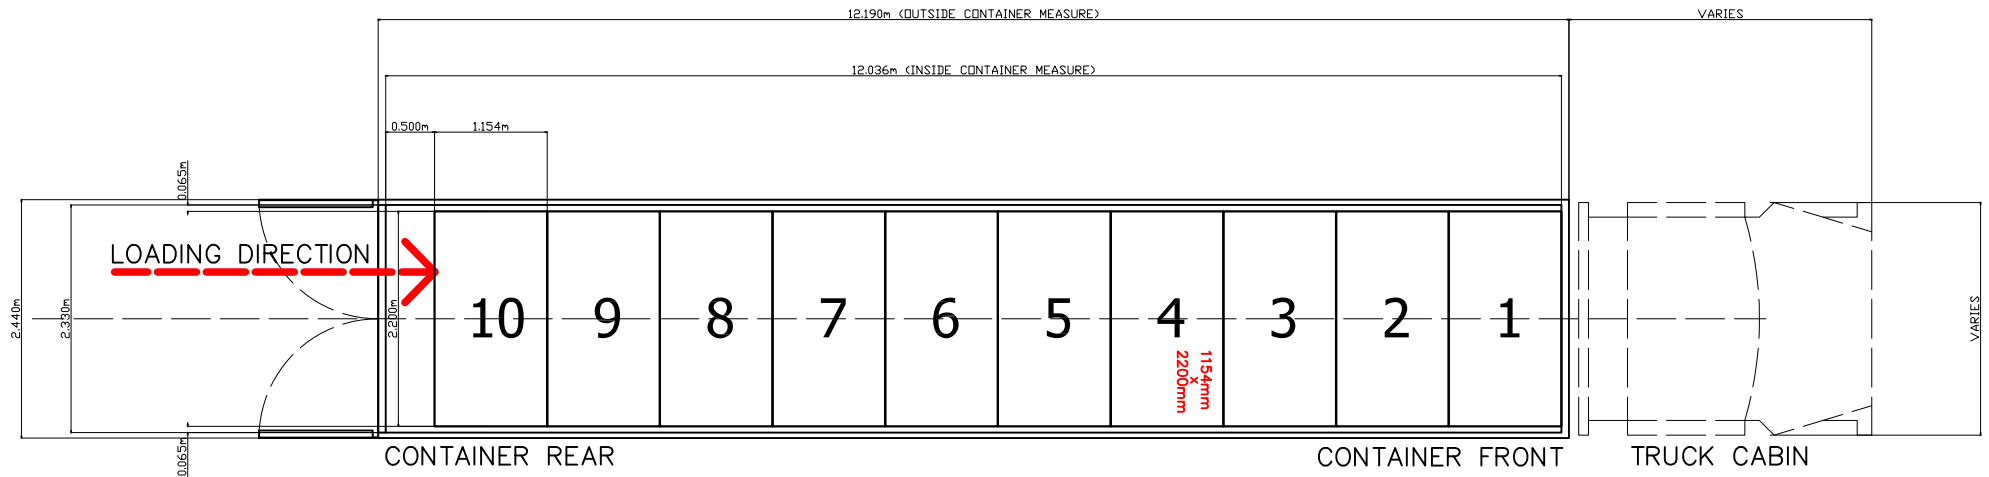 12.190m (OUTSIDE CONTAINER MEASURE)
VARIES
12.036m (INSIDE CONTAINER MEASURE)
0.500m
1.154m
0.065m
LOADING DIRECTION
2.440m
2.330m
2.200m
10
9
8
7
6
5
4
3
2
1
1154mm
x
2200mm
VARIES
0.065m
CONTAINER REAR
CONTAINER FRONT
TRUCK CABIN